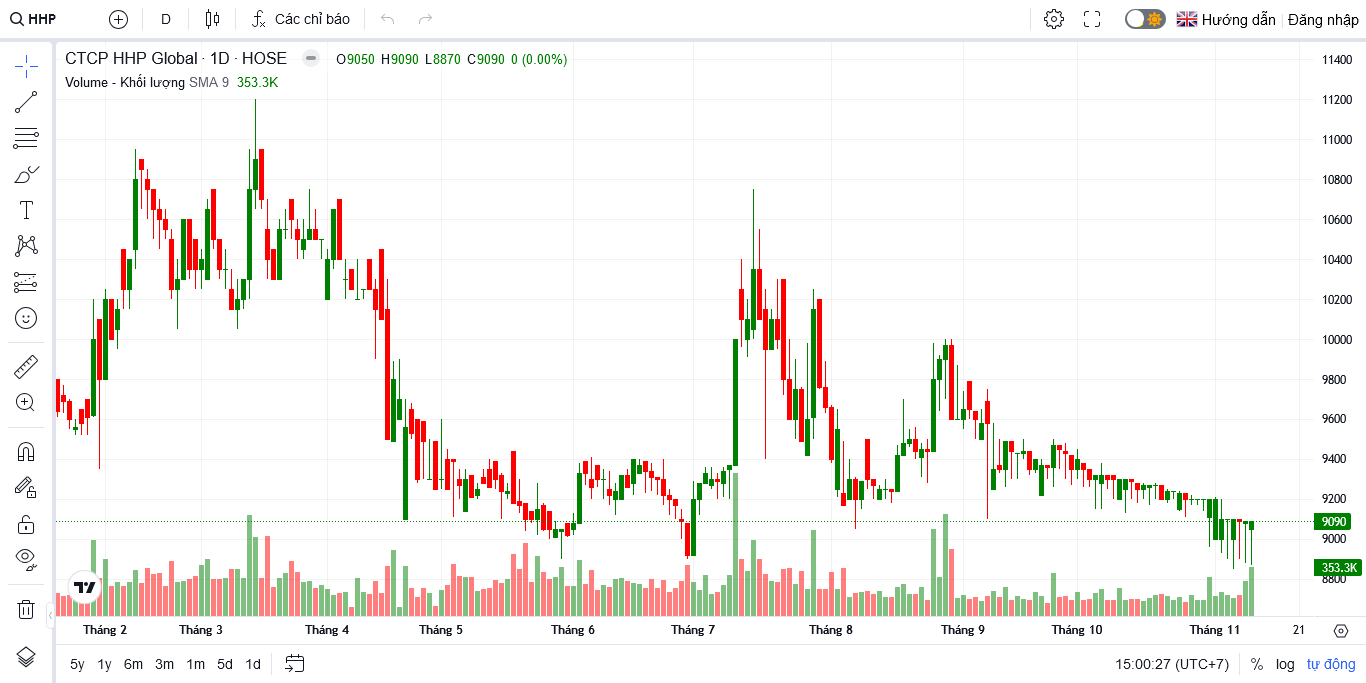 HHP D Các chỉ báo Hướng dẫn Đăng nhập
CTCP HHP Global · 1D · HOSE O9050 H9090 L8870 C9090 0 (0.00%)
Volume - Khối lượng SMA 9 353.3K
11400
11200
11000
10800
10600
10400
10200
10000
9800
9600
9400
9200
9090
9000
353.3K
8800
Tháng 2 Tháng 3 Tháng 4 Tháng 5 Tháng 6 Tháng 7 Tháng 8 Tháng 9 Tháng 10 Tháng 11 21
5y 1y 6m 3m 1m 5d 1d 15:00:27 (UTC+7) % log tự động